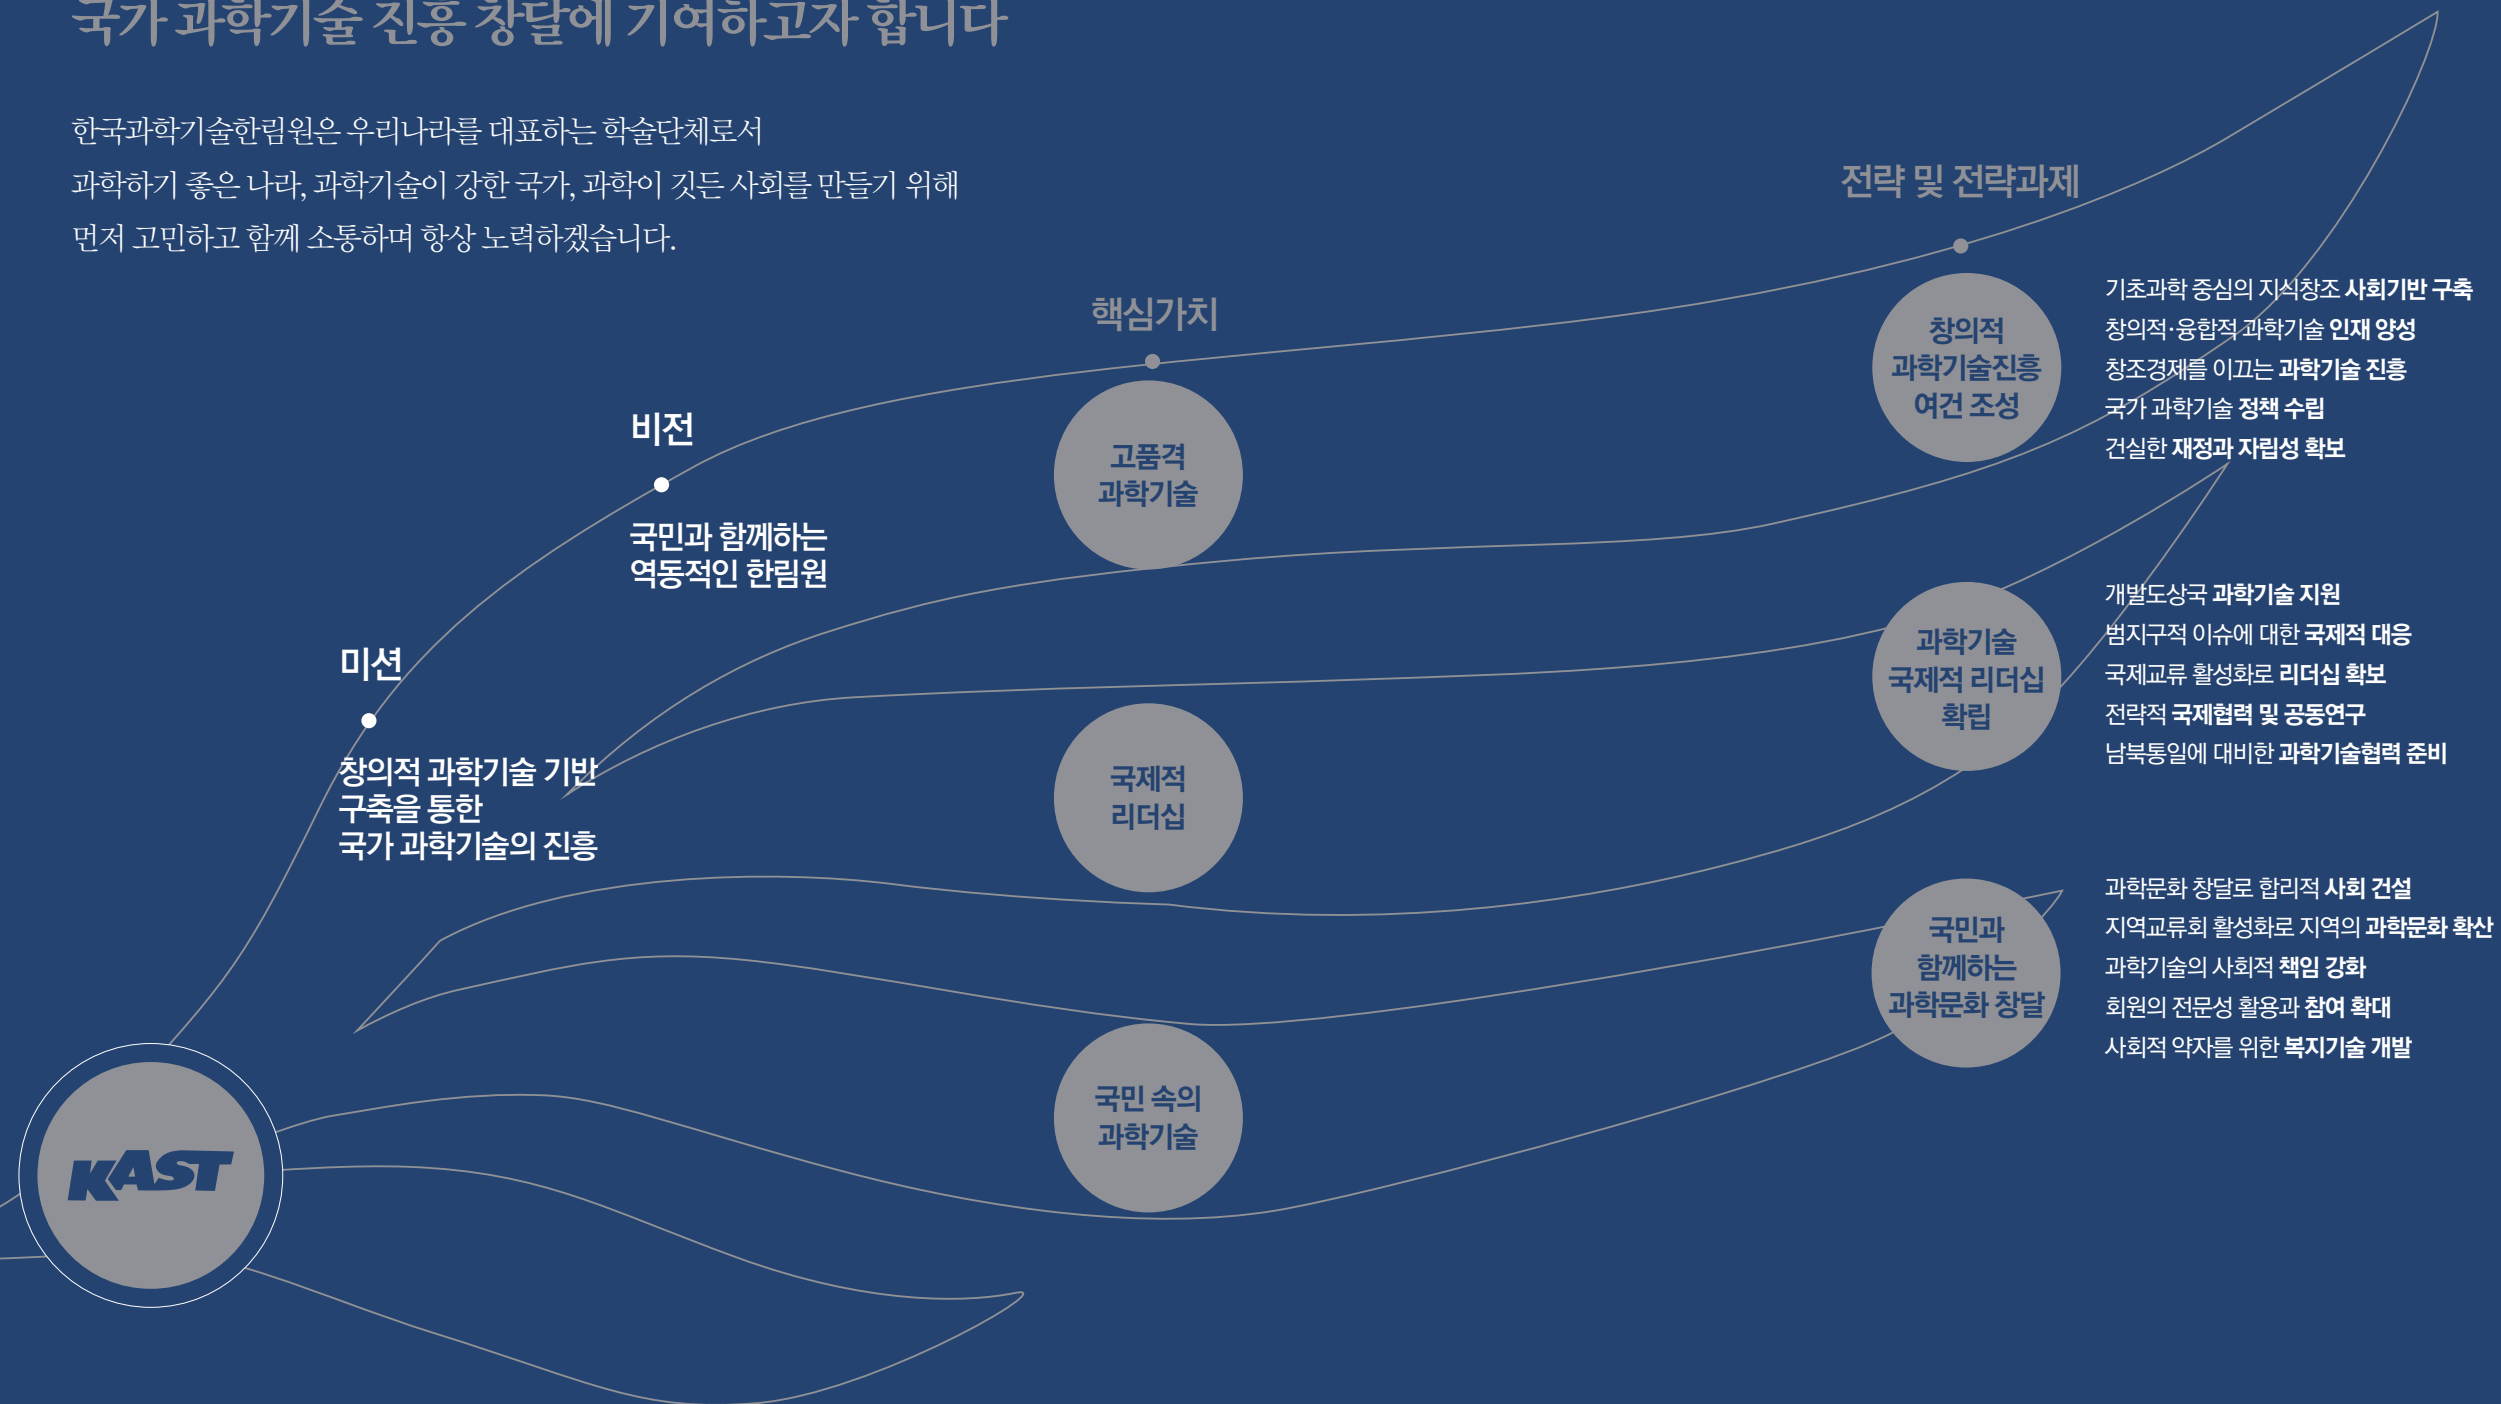 국가 과학기술 진흥 창달에 기여하고자 합니다
한국과학기술한림원은 우리나라를 대표하는 학술단체로서
과학하기 좋은 나라, 과학기술이 강한 국가, 과학이 깃든 사회를 만들기 위해
먼저 고민하고 함께 소통하며 항상 노력하겠습니다.
미션
창의적 과학기술 기반
구축을 통한
국가 과학기술의 진흥
비전
국민과 함께하는
역동적인 한림원
핵심가치
고품격
과학기술
국제적
리더십
국민 속의
과학기술
전략 및 전략과제
창의적
과학기술진흥
여건 조성
기초과학 중심의 지식창조 사회기반 구축
창의적·융합적 과학기술 인재 양성
창조경제를 이끄는 과학기술 진흥
국가 과학기술 정책 수립
건실한 재정과 자립성 확보
과학기술
국제적 리더십
확립
개발도상국 과학기술 지원
범지구적 이슈에 대한 국제적 대응
국제교류 활성화로 리더십 확보
전략적 국제협력 및 공동연구
남북통일에 대비한 과학기술협력 준비
국민과
함께하는
과학문화 창달
과학문화 창달로 합리적 사회 건설
지역교류회 활성화로 지역의 과학문화 확산
과학기술의 사회적 책임 강화
회원의 전문성 활용과 참여 확대
사회적 약자를 위한 복지기술 개발
KAST